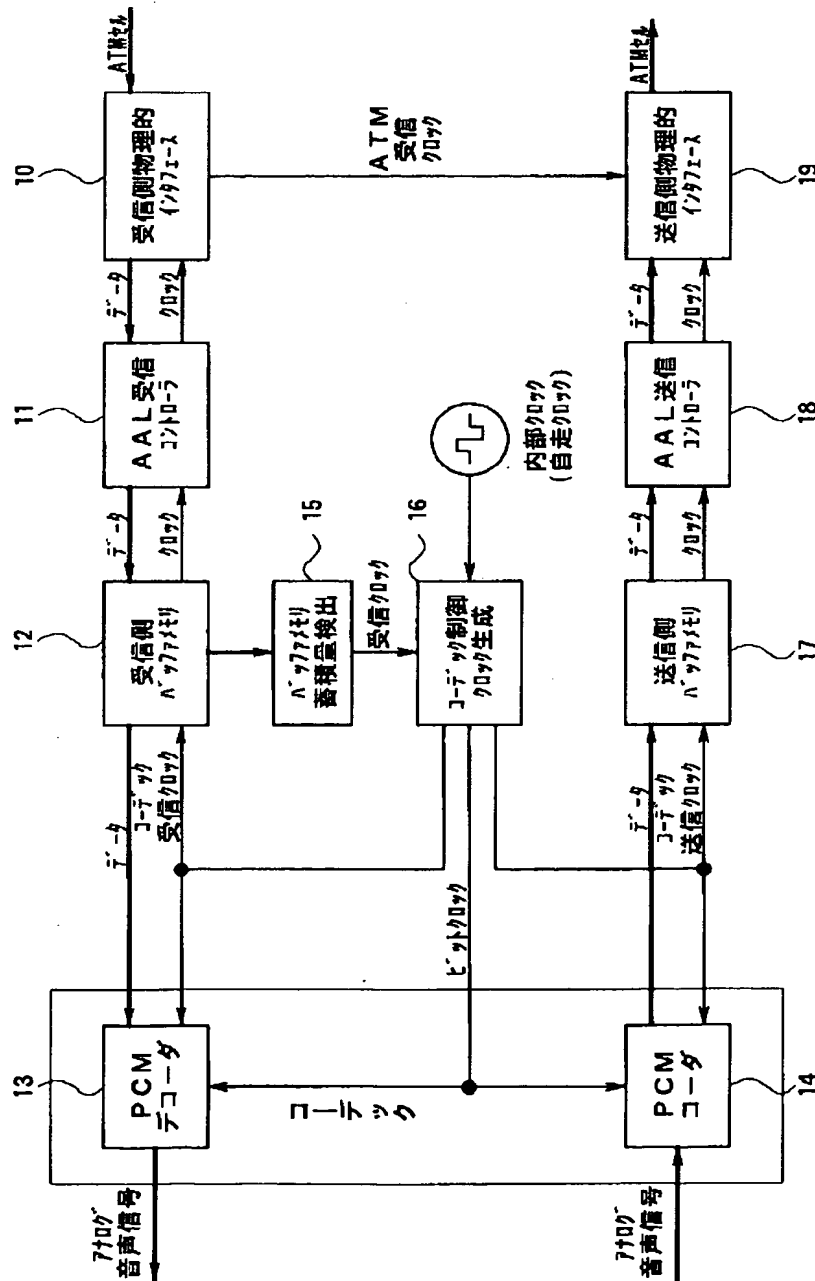 10
受信側物理的
インタフェース
ATMセル
データ
クロック
11
AAL受信
コントローラ
データ
クロック
12
受信側
バッファメモリ
データ
コーデック
受信クロック
13
PCM
デコーダ
アナログ
音声信号
ATM
受信
クロック
15
バッファメモリ
蓄積量検出
受信クロック
16
コーデック制御
クロック生成
内部クロック
(自走クロック)
ビットクロック
コーデック
14
PCM
コーダ
アナログ
音声信号
データ
コーデック
送信クロック
17
送信側
バッファメモリ
データ
クロック
18
AAL送信
コントローラ
データ
クロック
19
送信側物理的
インタフェース
ATMセル